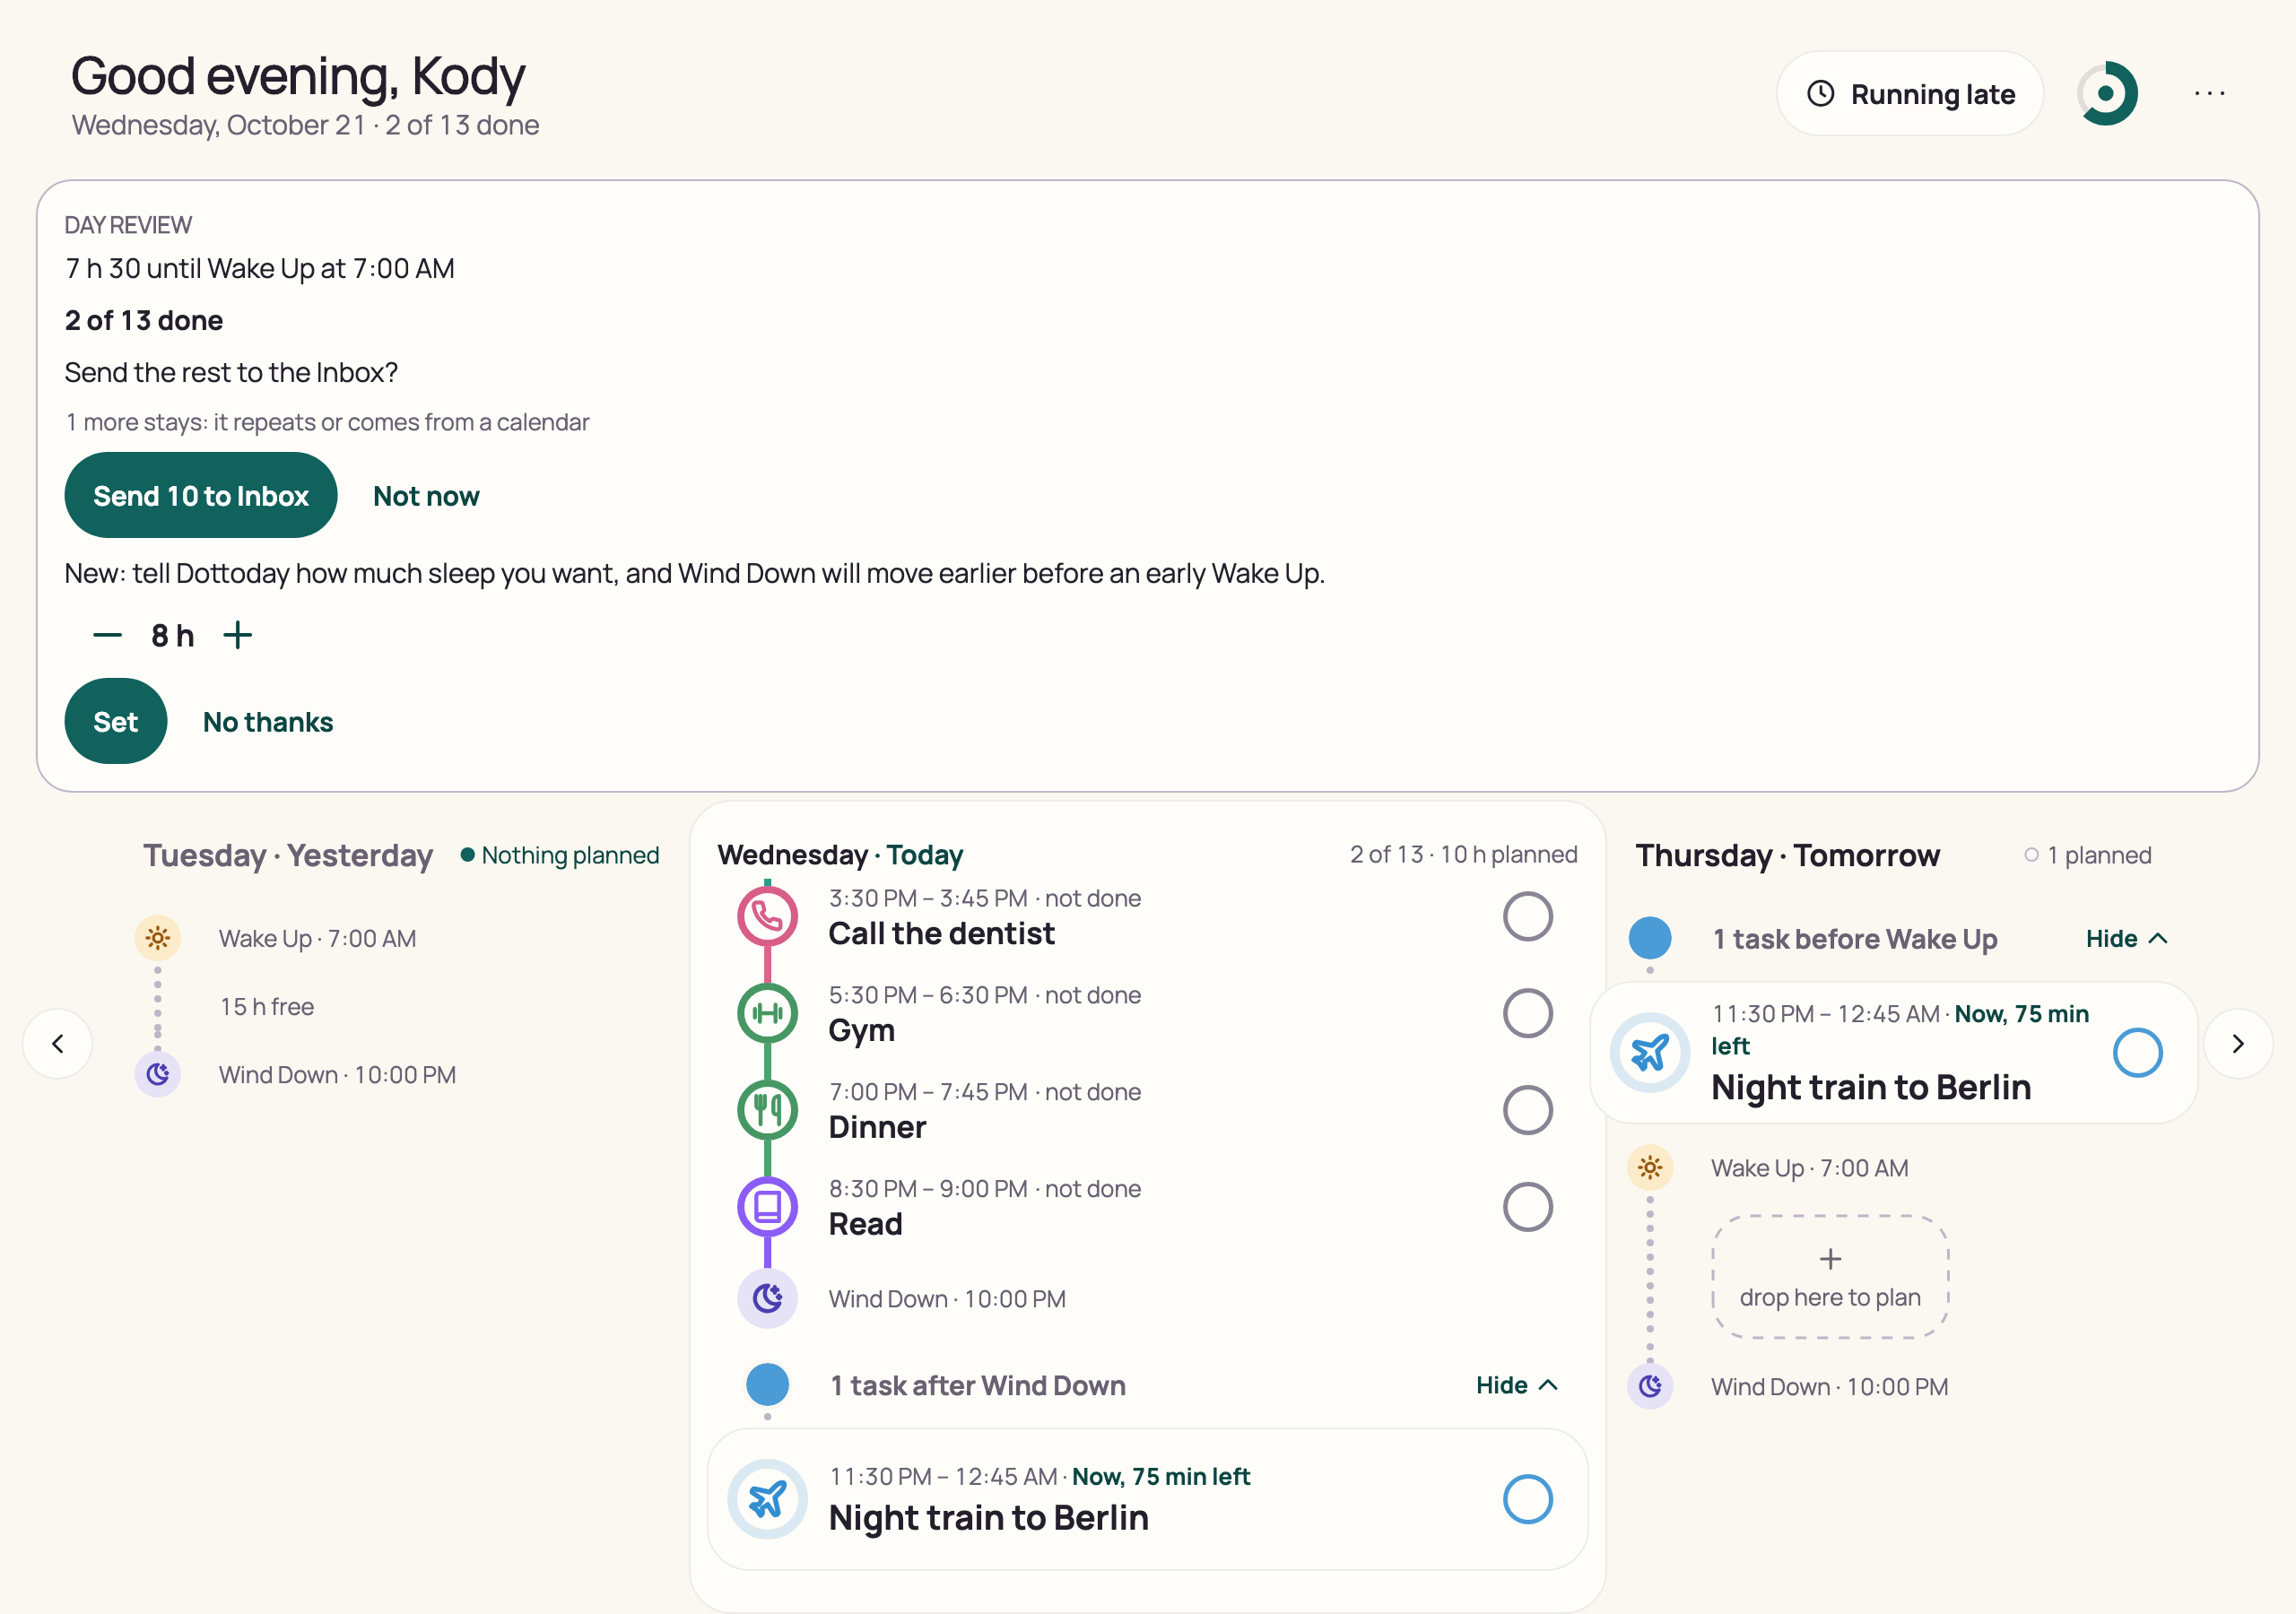 Good evening, Kody
Wednesday, October 21 · 2 of 13 done
Running late
DAY REVIEW
7 h 30 until Wake Up at 7:00 AM
2 of 13 done
Send the rest to the Inbox?
1 more stays: it repeats or comes from a calendar
Send 10 to Inbox
Not now
New: tell Dottoday how much sleep you want, and Wind Down will move earlier before an early Wake Up.
8 h
Set
No thanks
Tuesday · Yesterday
Nothing planned
Wake Up · 7:00 AM
15 h free
Wind Down · 10:00 PM
Wednesday · Today
2 of 13 · 10 h planned
3:30 PM – 3:45 PM · not done
Call the dentist
5:30 PM – 6:30 PM · not done
Gym
7:00 PM – 7:45 PM · not done
Dinner
8:30 PM – 9:00 PM · not done
Read
Wind Down · 10:00 PM
1 task after Wind Down
Hide
11:30 PM – 12:45 AM · Now, 75 min left
Night train to Berlin
Thursday · Tomorrow
1 planned
1 task before Wake Up
Hide
11:30 PM – 12:45 AM · Now, 75 min
left
Night train to Berlin
Wake Up · 7:00 AM
drop here to plan
Wind Down · 10:00 PM